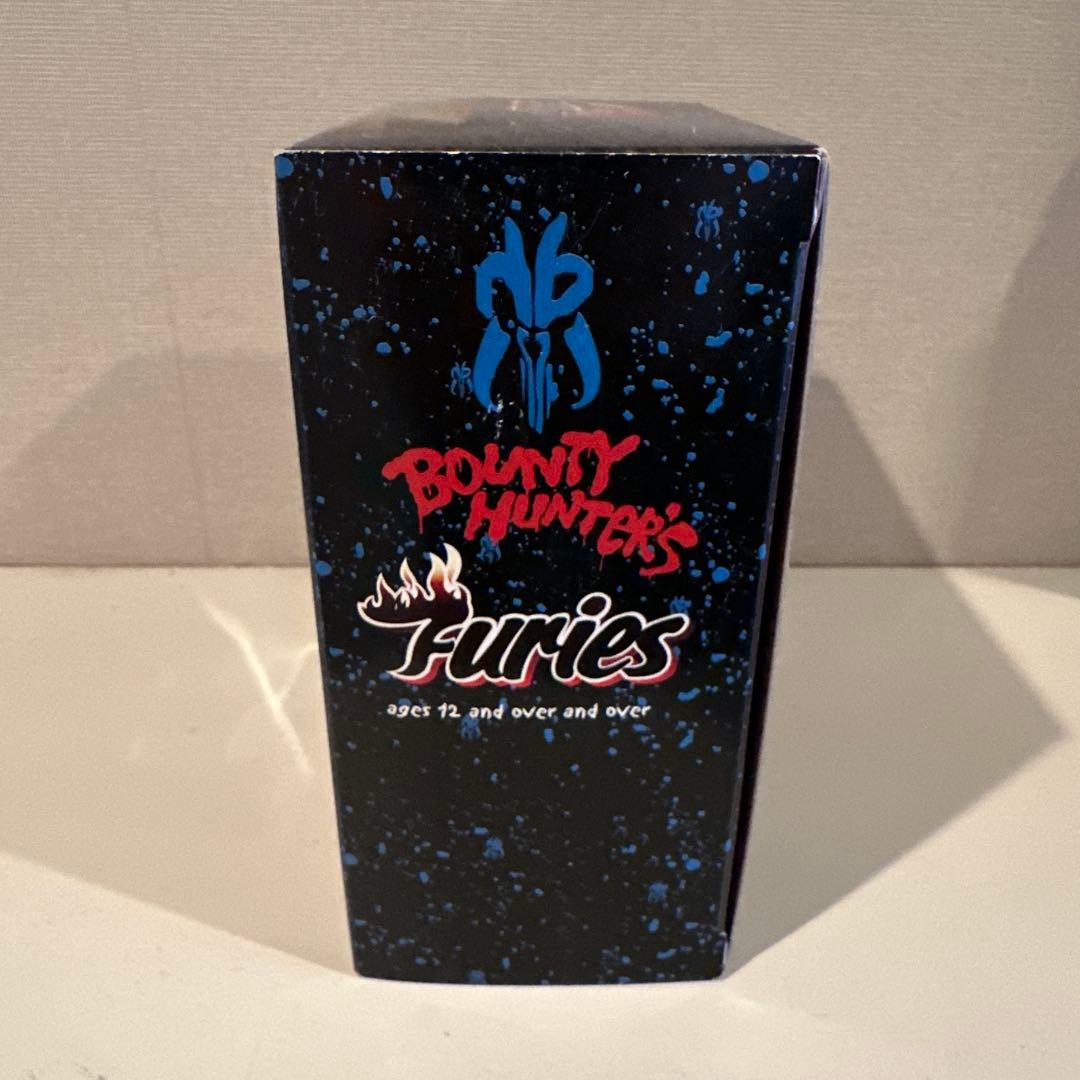 BOUNTY
HUNTER'S
Furies
ages 12 and over and over